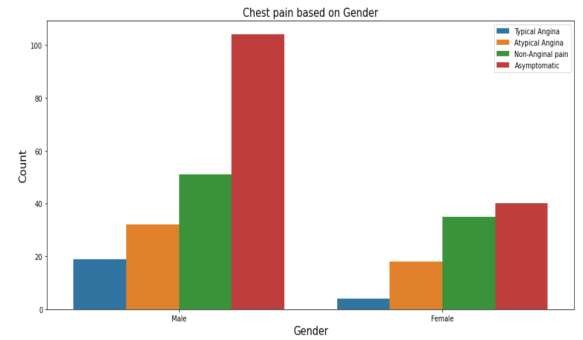 Chest pain based on Gender
Typical Angina
Atypical Angina
Non-Anginal pain
Asymptomatic
100
80
60
40
20
0
Count
Male
Female
Gender